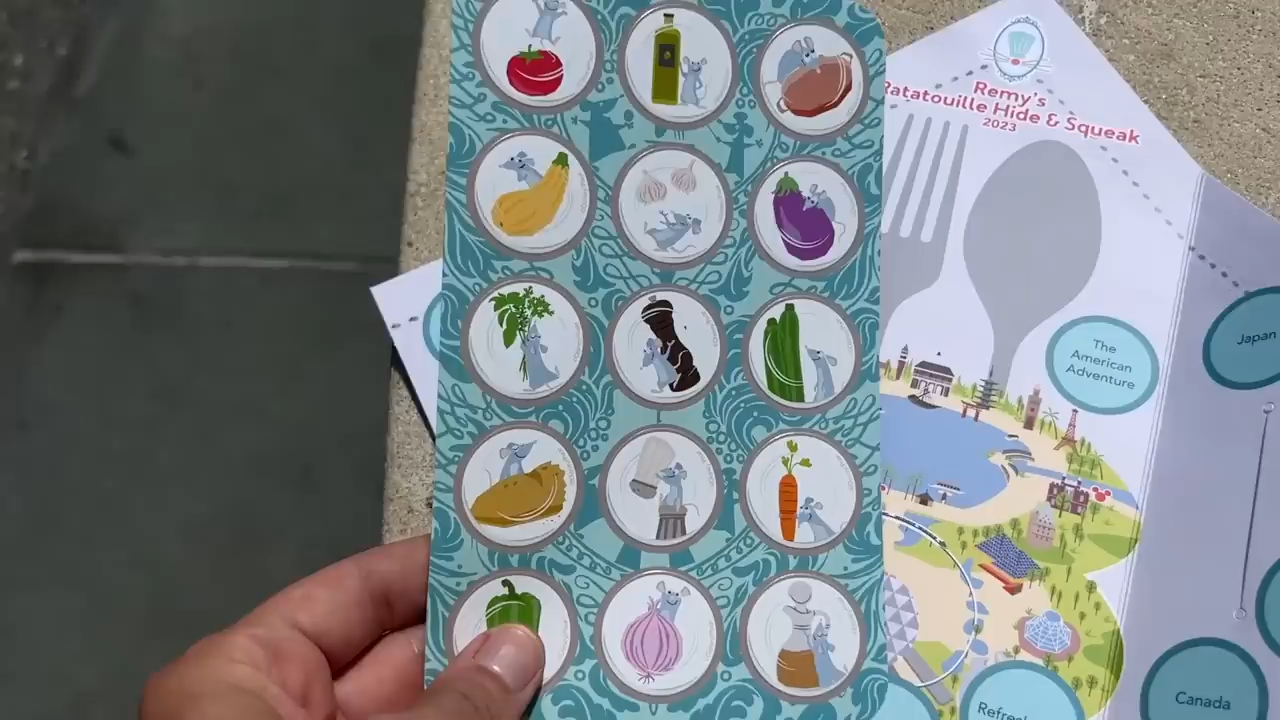 Remy's
Ratatouille Hide & Squeak
2023
The
American
Adventure
Japan
Canada